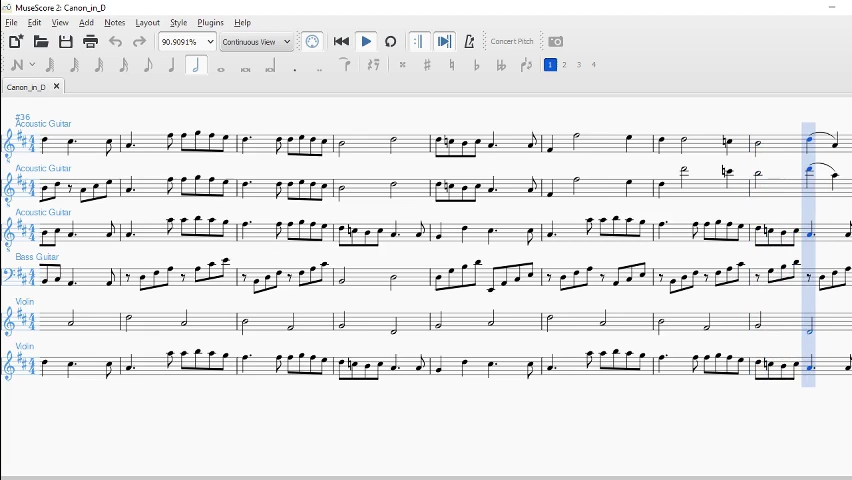 MuseScore 2: Canon_in_D
File Edit View Add Notes Layout Style Plugins Help
90.9091% Continuous View Concert Pitch
N 1 2 3 4
Canon_in_D
#36
Acoustic Guitar
Acoustic Guitar
Acoustic Guitar
Bass Guitar
Violin
Violin